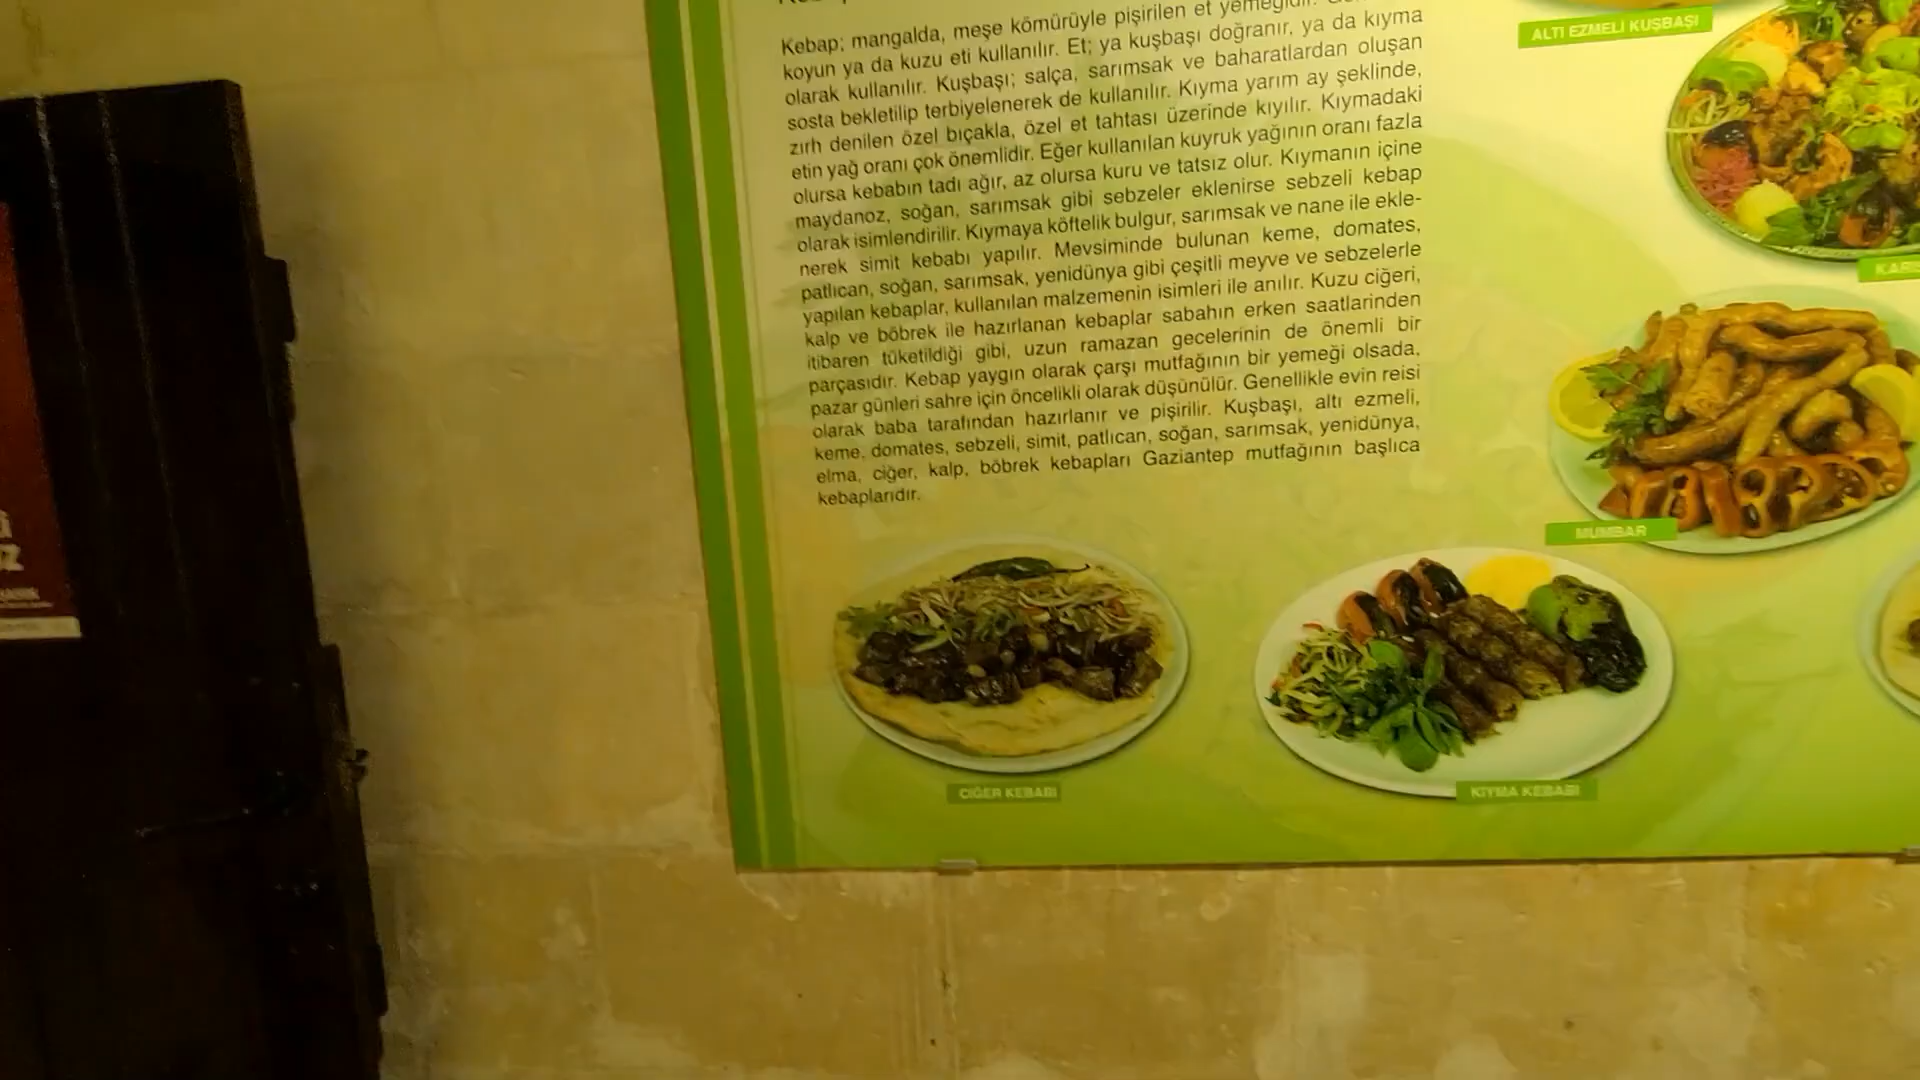 Kebap; mangalda, meşe kömürüyle pişirilen et yemeğidir.
koyun ya da kuzu eti kullanılır. Et; ya kuşbaşı doğranır, ya da kıyma
olarak kullanılır. Kuşbaşı; salça, sarımsak ve baharatlardan oluşan
sosta bekletilip terbiyelenerek de kullanılır. Kıyma yarım ay şeklinde,
zırh denilen özel bıçakla, özel et tahtası üzerinde kıyılır. Kıymadaki
etin yağ oranı çok önemlidir. Eğer kullanılan kuyruk yağının oranı fazla
olursa kebabın tadı ağır, az olursa kuru ve tatsız olur. Kıymanın içine
maydanoz, soğan, sarımsak gibi sebzeler eklenirse sebzeli kebap
olarak isimlendirilir. Kıymaya köftelik bulgur, sarımsak ve nane ile ekle-
nerek simit kebabı yapılır. Mevsiminde bulunan keme, domates,
patlıcan, soğan, sarımsak, yenidünya gibi çeşitli meyve ve sebzelerle
yapılan kebaplar, kullanılan malzemenin isimleri ile anılır. Kuzu ciğeri,
kalp ve böbrek ile hazırlanan kebaplar sabahın erken saatlarinden
itibaren tüketildiği gibi, uzun ramazan gecelerinin de önemli bir
parçasıdır. Kebap yaygın olarak çarşı mutfağının bir yemeği olsada,
pazar günleri sahre için öncelikli olarak düşünülür. Genellikle evin reisi
olarak baba tarafından hazırlanır ve pişirilir. Kuşbaşı, altı ezmeli,
keme, domates, sebzeli, simit, patlıcan, soğan, sarımsak, yenidünya,
elma, ciğer, kalp, böbrek kebapları Gaziantep mutfağının başlıca
kebaplarıdır.
ALTI EZMELİ KUŞBAŞI
MUMBAR
CİĞER KEBABI
KIYMA KEBABI